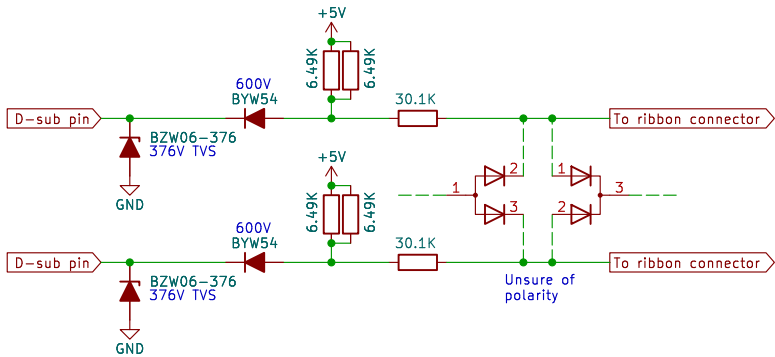 +5V
6.49K
6.49K
600V
BYW54
30.1K
D-sub pin
To ribbon connector
BZW06-376
376V TVS
GND
+5V
2
1
1
3
3
2
6.49K
6.49K
600V
BYW54
30.1K
D-sub pin
To ribbon connector
BZW06-376
376V TVS
Unsure of
polarity
GND